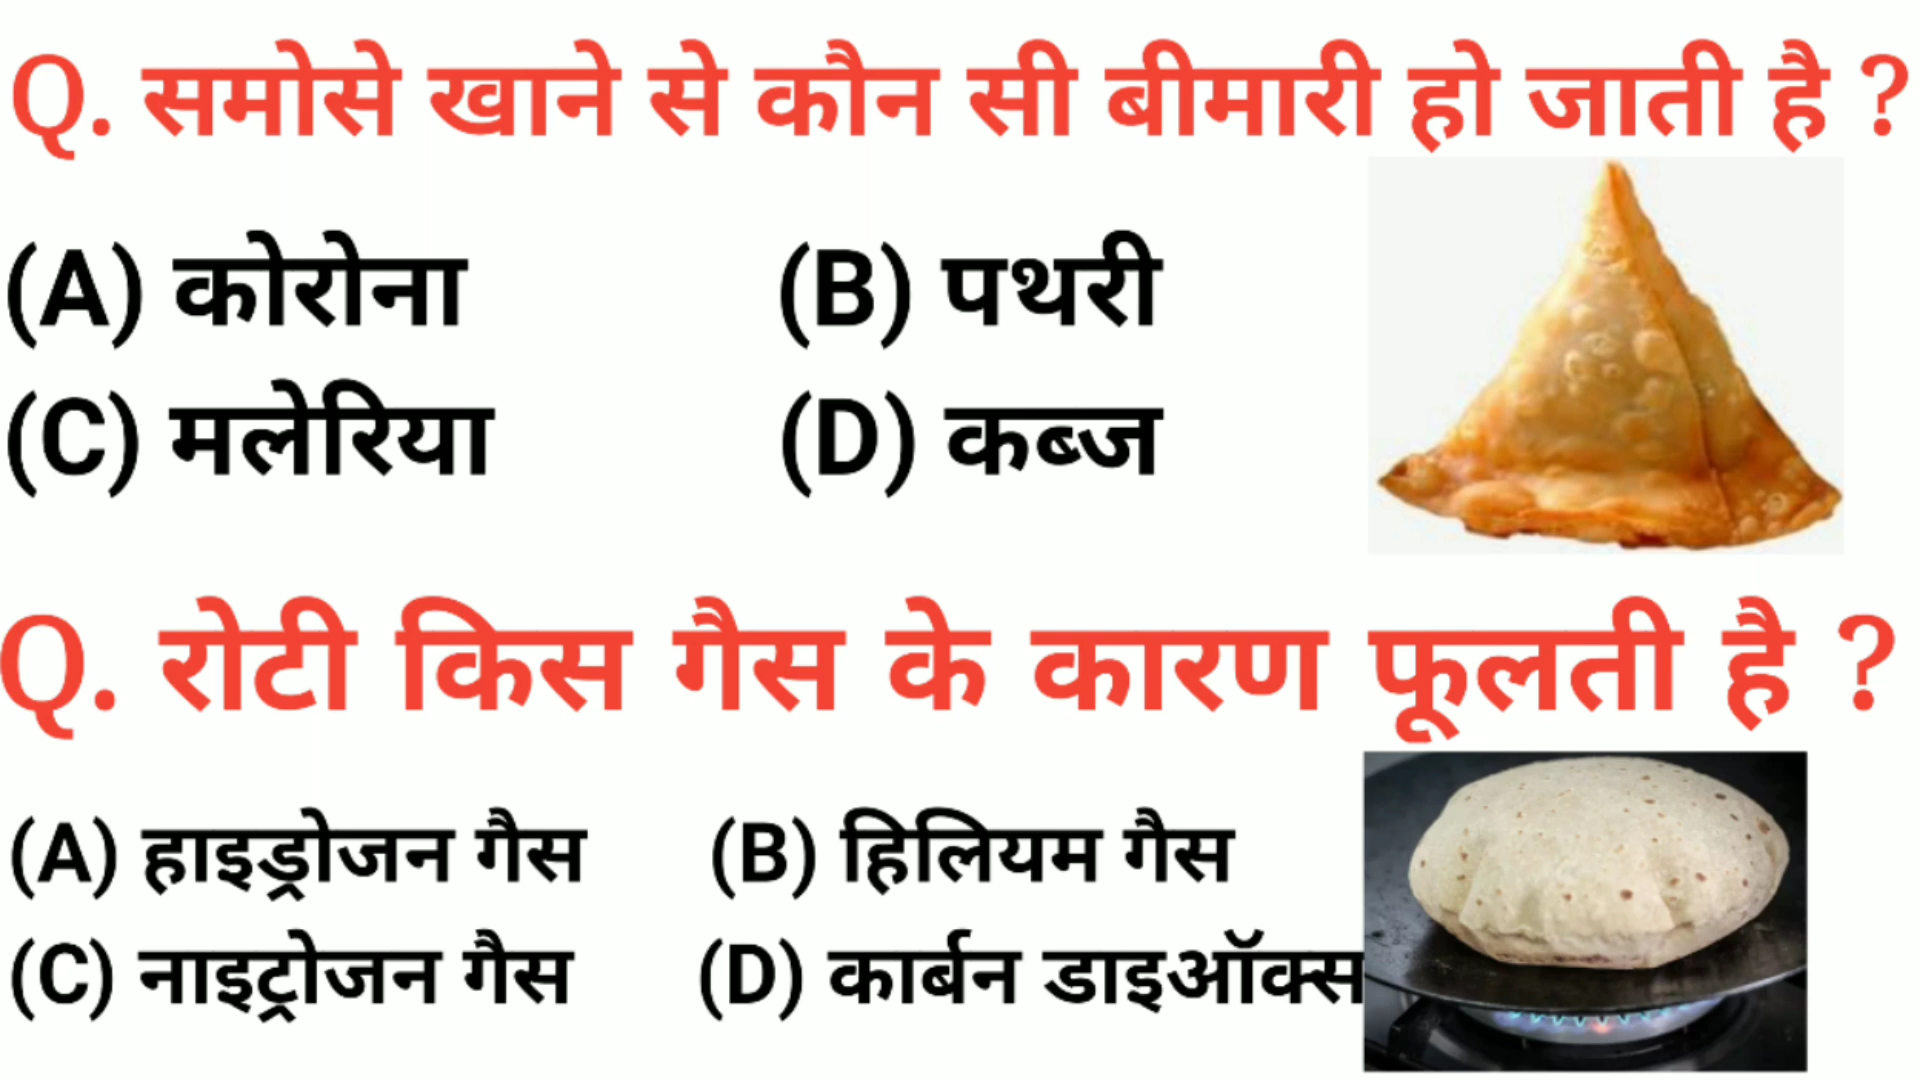 Q. समोसे खाने से कौन सी बीमारी हो जाती है ?
(A) कोरोना (B) पथरी
(C) मलेरिया (D) कब्ज
Q. रोटी किस गैस के कारण फूलती है ?
(A) हाइड्रोजन गैस (B) हिलियम गैस
(C) नाइट्रोजन गैस (D) कार्बन डाइऑक्स